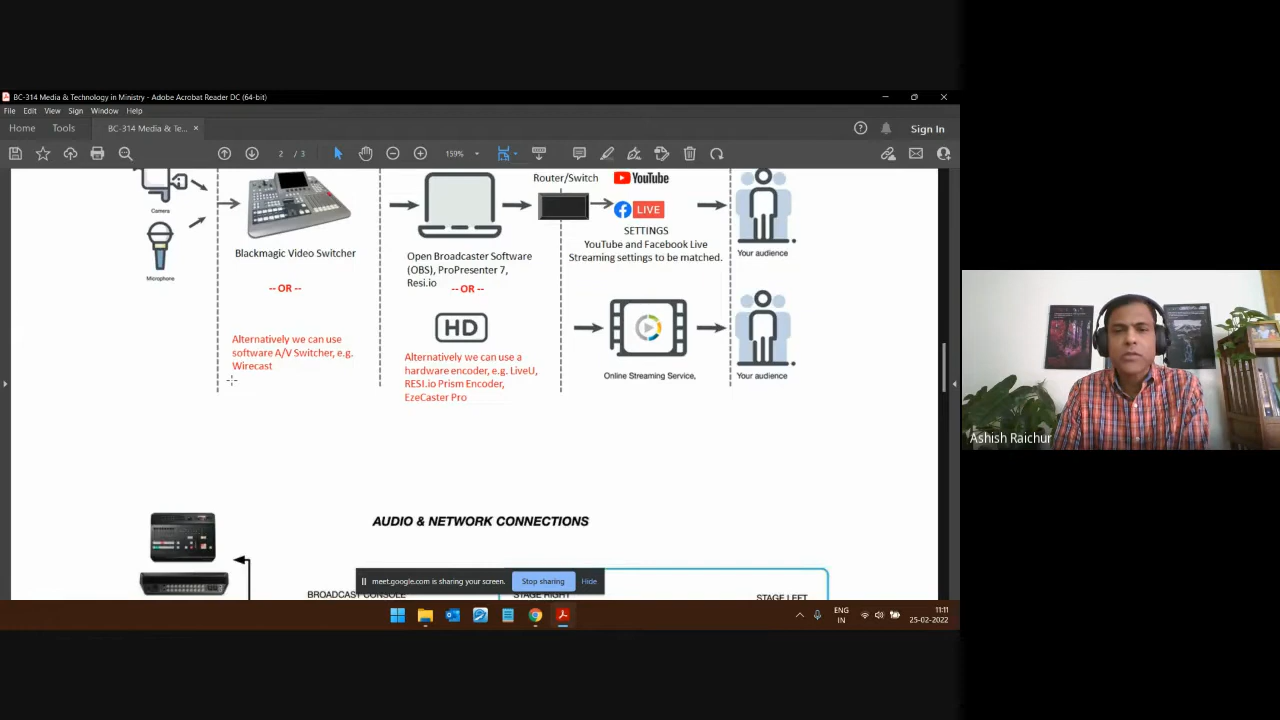 BC-314 Media & Technology in Ministry - Adobe Acrobat Reader DC (64-bit)
File Edit View Sign Window Help
Home Tools BC-314 Media & Te... × Sign In
2 / 3 159%
Camera
Microphone
Blackmagic Video Switcher
-- OR --
Alternatively we can use
software A/V Switcher, e.g.
Wirecast
Open Broadcaster Software
(OBS), ProPresenter 7,
Resi.io -- OR --
HD
Alternatively we can use a
hardware encoder, e.g. LiveU,
RESI.io Prism Encoder,
EzeCaster Pro
Router/Switch
YouTube
LIVE
SETTINGS
YouTube and Facebook Live
Streaming settings to be matched.
Online Streaming Service,
Your audience
Your audience
AUDIO & NETWORK CONNECTIONS
BROADCAST CONSOLE STAGE RIGHT STAGE LEFT
meet.google.com is sharing your screen. Stop sharing Hide
ENG
IN
11:11
25-02-2022
Ashish Raichur